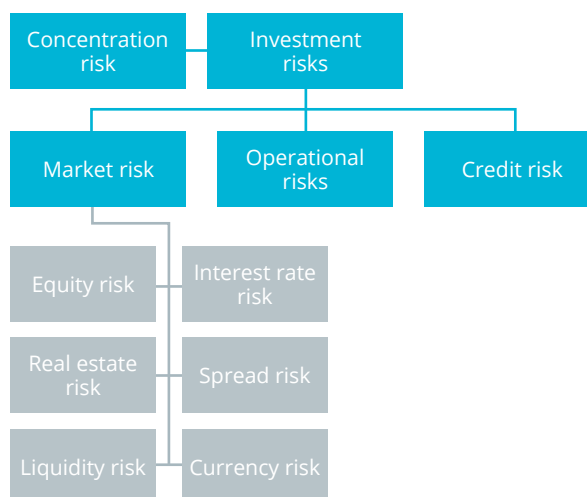 Concentration
risk
Investment
risks
Market risk
Operational
risks
Credit risk
Equity risk
Interest rate
risk
Real estate
risk
Spread risk
Liquidity risk
Currency risk